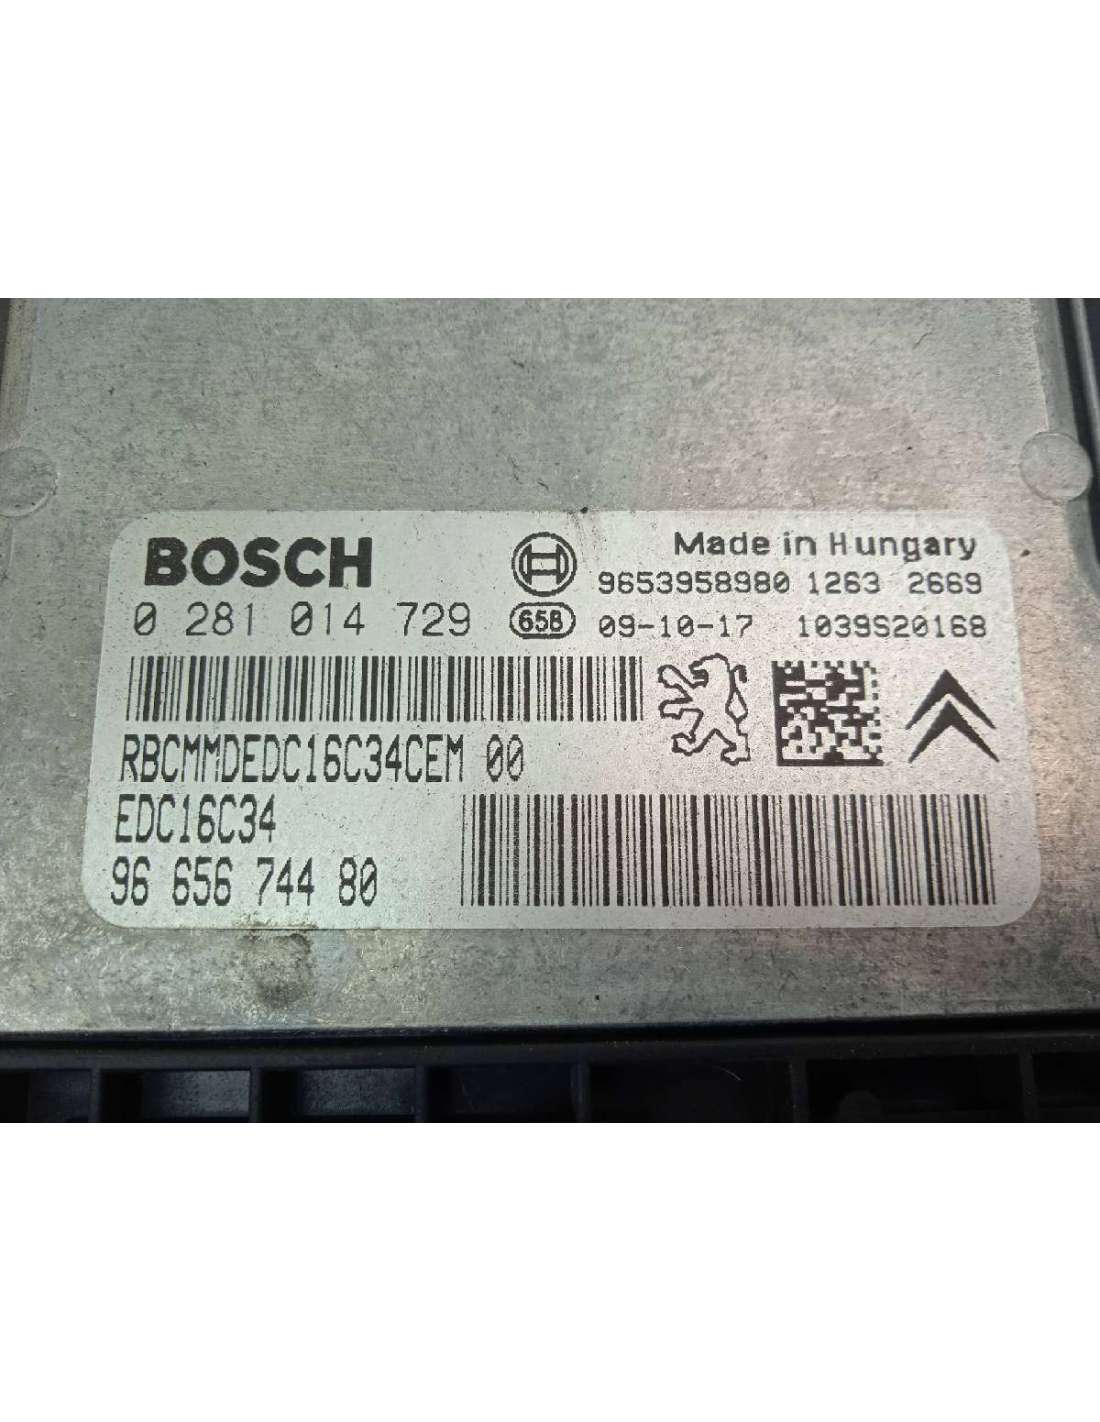 BOSCH
Made in Hungary
9653958980 1263 2669
0 281 014 729
658
09-10-17 1039S20168
RBCMMDEDC16C34CEM 00
EDC16C34
96 656 744 80